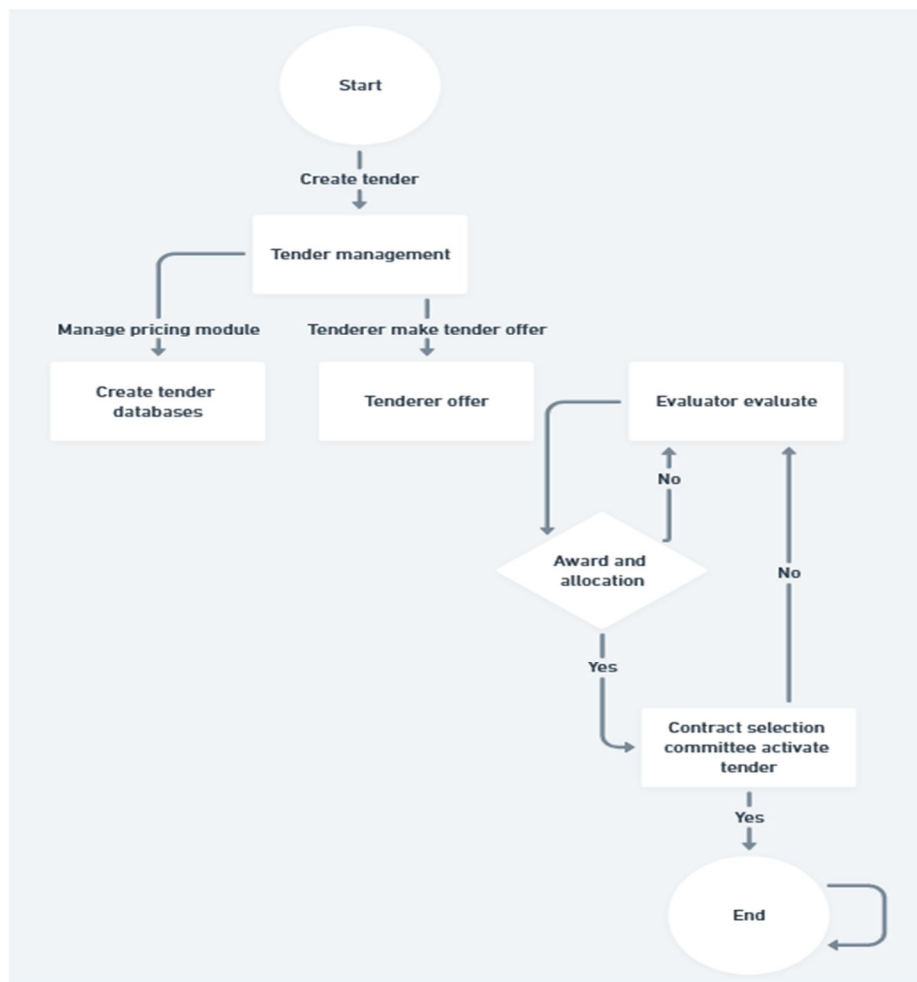 Start
Create tender
Tender management
Manage pricing module
Tenderer make tender offer
Create tender
databases
Tenderer offer
Evaluator evaluate
No
Award and
allocation
No
Yes
Contract selection
committee activate
tender
Yes
End